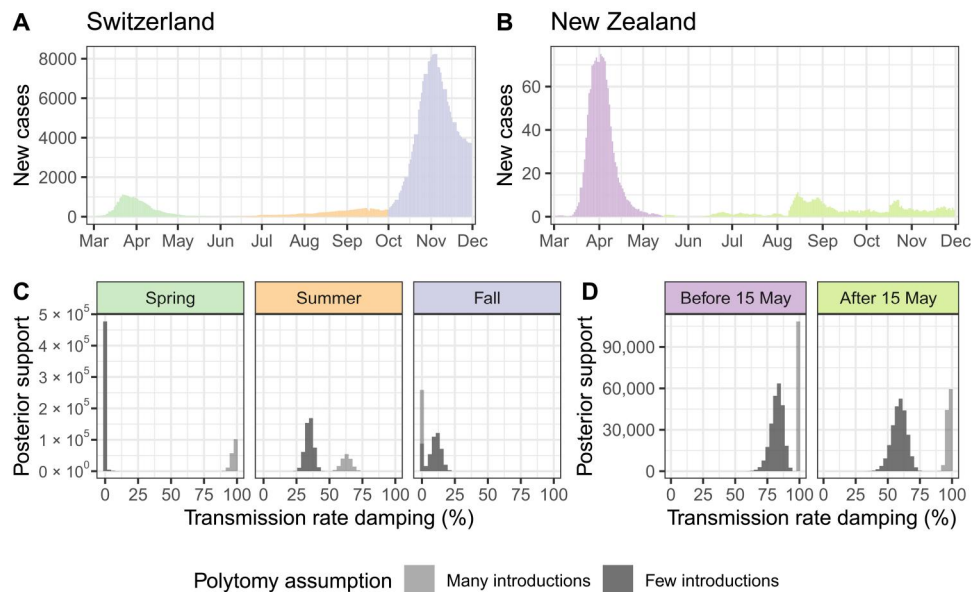 A Switzerland
B New Zealand
New cases
8000
6000
4000
2000
0
Mar Apr May Jun Jul Aug Sep Oct Nov Dec
New cases
60
40
20
0
Mar Apr May Jun Jul Aug Sep Oct Nov Dec
C
Spring Summer Fall
Posterior support
5 × 10⁵
4 × 10⁵
3 × 10⁵
2 × 10⁵
1 × 10⁵
0 × 10⁰
0 25 50 75 100 0 25 50 75 100 0 25 50 75 100
Transmission rate damping (%)
D
Before 15 May After 15 May
Posterior support
90,000
60,000
30,000
0
0 25 50 75 100 0 25 50 75 100
Transmission rate damping (%)
Polytomy assumption Many introductions Few introductions